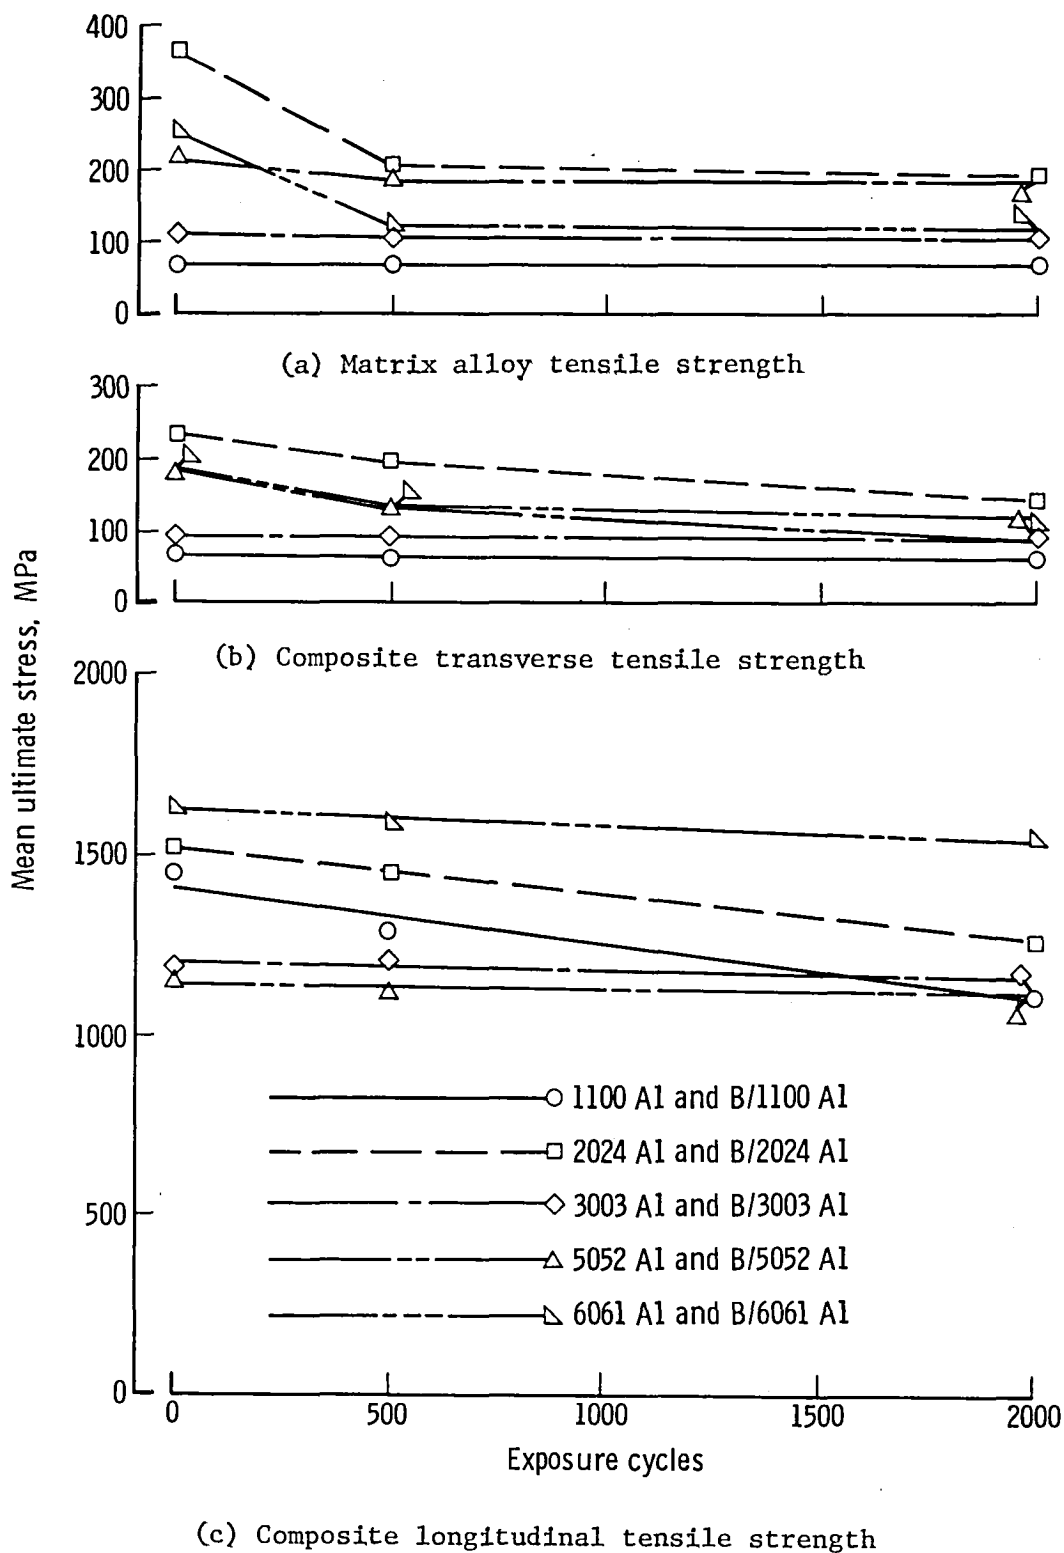 400
300
200
100
0
(a) Matrix alloy tensile strength
300
200
100
0
(b) Composite transverse tensile strength
Mean ultimate stress, MPa
2000
1500
1000
500
0
1100 Al and B/1100 Al
2024 Al and B/2024 Al
3003 Al and B/3003 Al
5052 Al and B/5052 Al
6061 Al and B/6061 Al
0 500 1000 1500 2000
Exposure cycles
(c) Composite longitudinal tensile strength